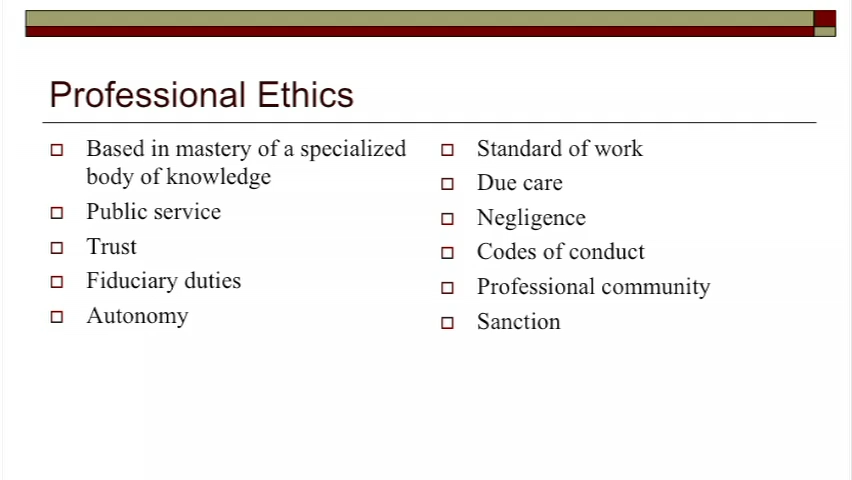 Professional Ethics
Based in mastery of a specialized
body of knowledge
Public service
Trust
Fiduciary duties
Autonomy
Standard of work
Due care
Negligence
Codes of conduct
Professional community
Sanction